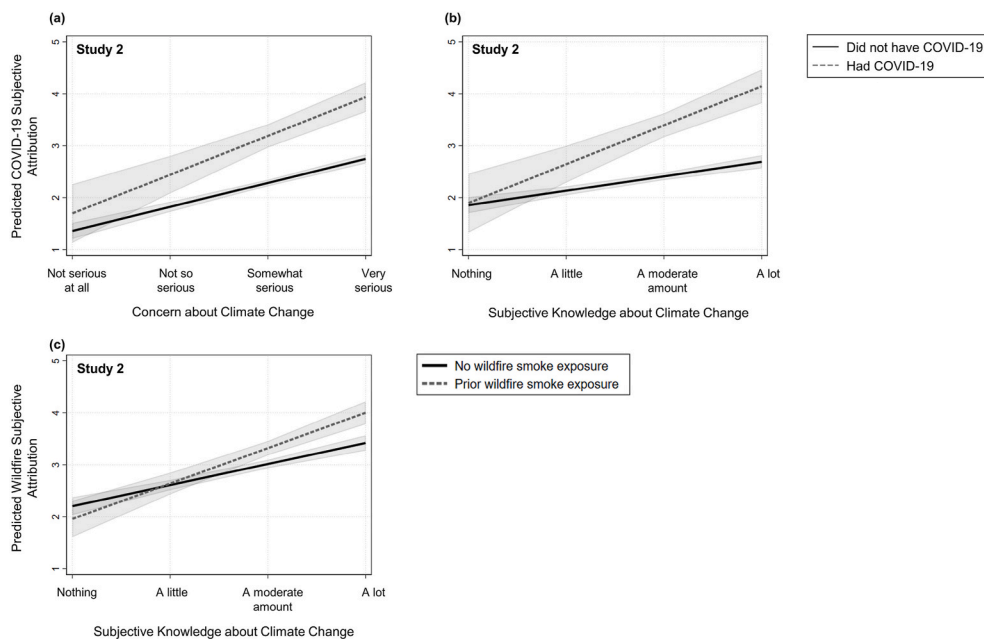 (a)
Study 2
Predicted COVID-19 Subjective
Attribution
5
4
3
2
1
Not serious
at all
Not so
serious
Somewhat
serious
Very
serious
Concern about Climate Change
(b)
Study 2
5
4
3
2
1
Nothing
A little
A moderate
amount
A lot
Subjective Knowledge about Climate Change
Did not have COVID-19
Had COVID-19
(c)
Study 2
Predicted Wildfire Subjective
Attribution
5
4
3
2
1
Nothing
A little
A moderate
amount
A lot
Subjective Knowledge about Climate Change
No wildfire smoke exposure
Prior wildfire smoke exposure